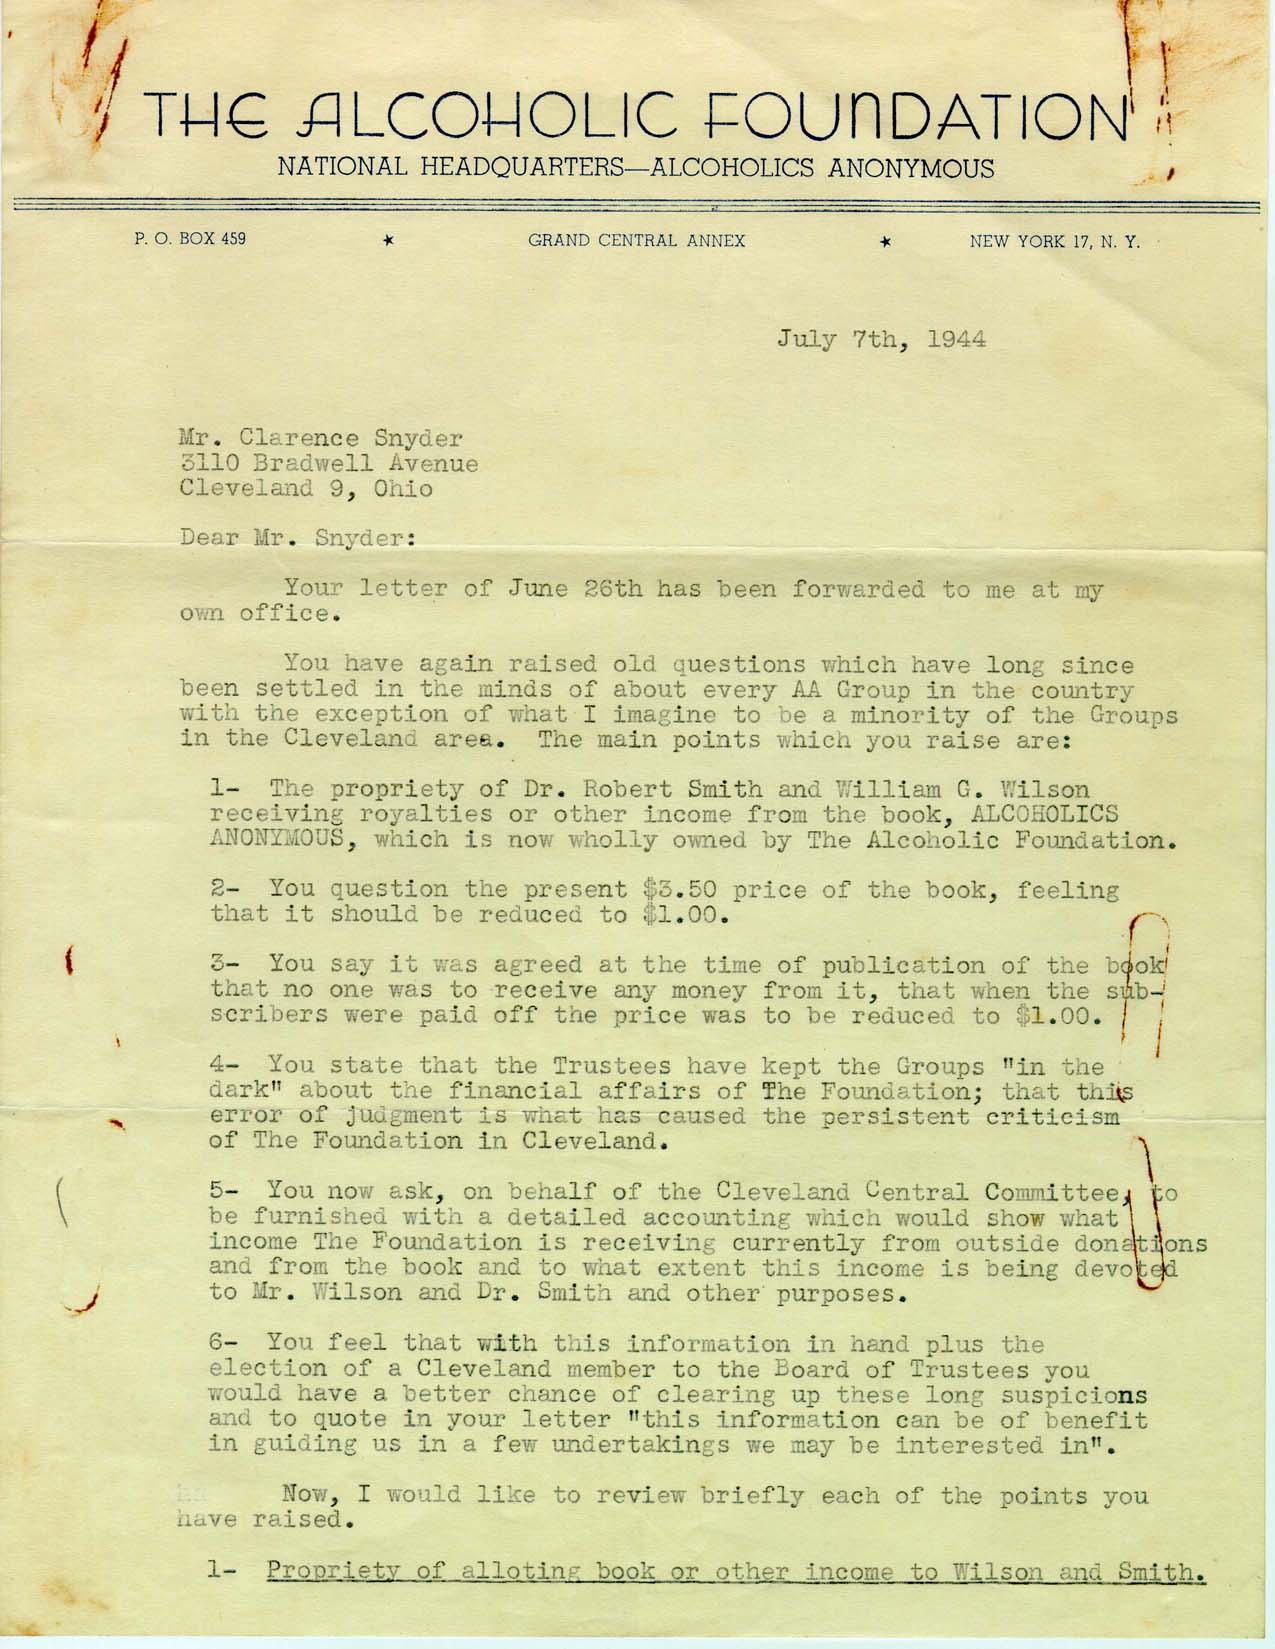 THE ALCOHOLIC FOUNDATION
NATIONAL HEADQUARTERS—ALCOHOLICS ANONYMOUS
P. O. BOX 459 ★ GRAND CENTRAL ANNEX ★ NEW YORK 17, N. Y.
July 7th, 1944
Mr. Clarence Snyder
3110 Bradwell Avenue
Cleveland 9, Ohio
Dear Mr. Snyder:
Your letter of June 26th has been forwarded to me at my
own office.
You have again raised old questions which have long since
been settled in the minds of about every AA Group in the country
with the exception of what I imagine to be a minority of the Groups
in the Cleveland area. The main points which you raise are:
1- The propriety of Dr. Robert Smith and William G. Wilson
receiving royalties or other income from the book, ALCOHOLICS
ANONYMOUS, which is now wholly owned by The Alcoholic Foundation.
2- You question the present $3.50 price of the book, feeling
that it should be reduced to $1.00.
3- You say it was agreed at the time of publication of the book
that no one was to receive any money from it, that when the sub-
scribers were paid off the price was to be reduced to $1.00.
4- You state that the Trustees have kept the Groups "in the
dark" about the financial affairs of The Foundation; that this
error of judgment is what has caused the persistent criticism
of The Foundation in Cleveland.
5- You now ask, on behalf of the Cleveland Central Committee, to
be furnished with a detailed accounting which would show what
income The Foundation is receiving currently from outside donations
and from the book and to what extent this income is being devoted
to Mr. Wilson and Dr. Smith and other purposes.
6- You feel that with this information in hand plus the
election of a Cleveland member to the Board of Trustees you
would have a better chance of clearing up these long suspicions
and to quote in your letter "this information can be of benefit
in guiding us in a few undertakings we may be interested in".
Now, I would like to review briefly each of the points you
have raised.
1- Propriety of alloting book or other income to Wilson and Smith.